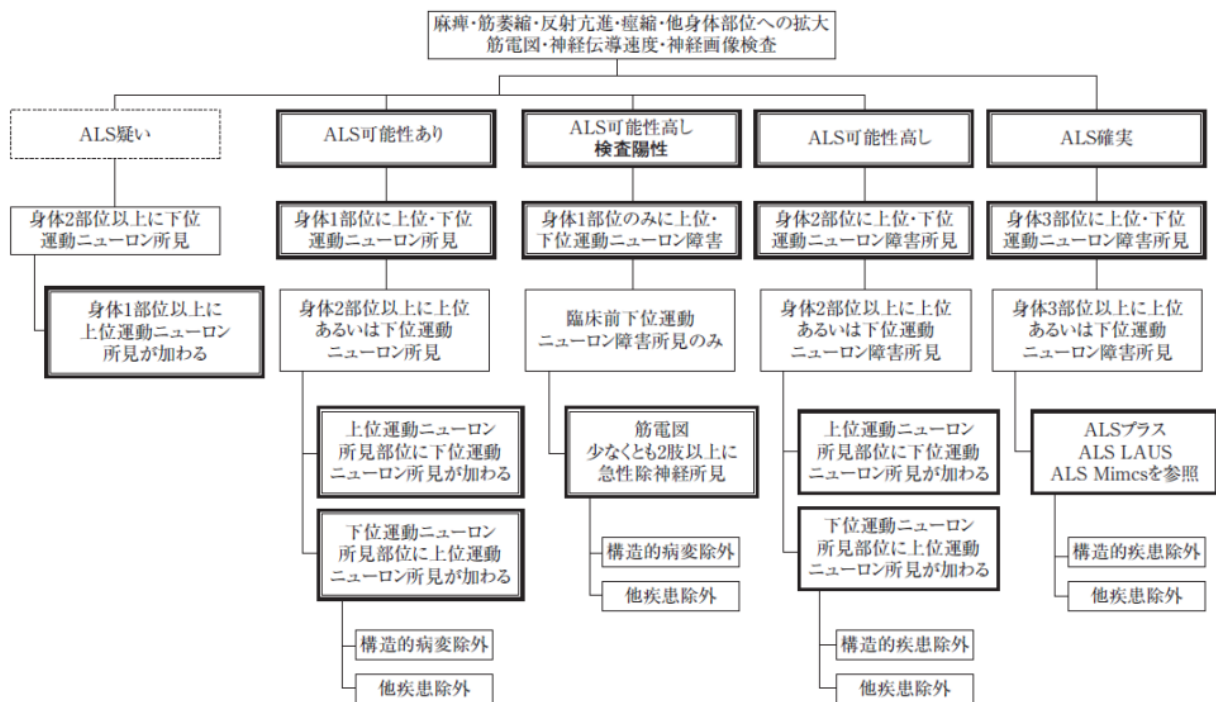 麻痺・筋萎縮・反射亢進・痙縮・他身体部位への拡大
筋電図・神経伝導速度・神経画像検査
ALS疑い
身体2部位以上に下位
運動ニューロン所見
身体1部位以上に
上位運動ニューロン
所見が加わる
ALS可能性あり
身体1部位に上位・下位
運動ニューロン所見
身体2部位以上に上位
あるいは下位運動
ニューロン所見
上位運動ニューロン
所見部位に下位運動
ニューロン所見が加わる
下位運動ニューロン
所見部位に上位運動
ニューロン所見が加わる
構造的病変除外
他疾患除外
ALS可能性高し
検査陽性
身体1部位のみに上位・
下位運動ニューロン障害
臨床前下位運動
ニューロン障害所見のみ
筋電図
少なくとも2肢以上に
急性除神経所見
構造的病変除外
他疾患除外
ALS可能性高し
身体2部位に上位・下位
運動ニューロン障害所見
身体2部位以上に上位
あるいは下位運動
ニューロン障害所見
上位運動ニューロン
所見部位に下位運動
ニューロン所見が加わる
下位運動ニューロン
所見部位に上位運動
ニューロン所見が加わる
構造的疾患除外
他疾患除外
ALS確実
身体3部位に上位・下位
運動ニューロン障害所見
身体3部位以上に上位
あるいは下位運動
ニューロン障害所見
ALSプラス
ALS LAUS
ALS Mimcsを参照
構造的疾患除外
他疾患除外